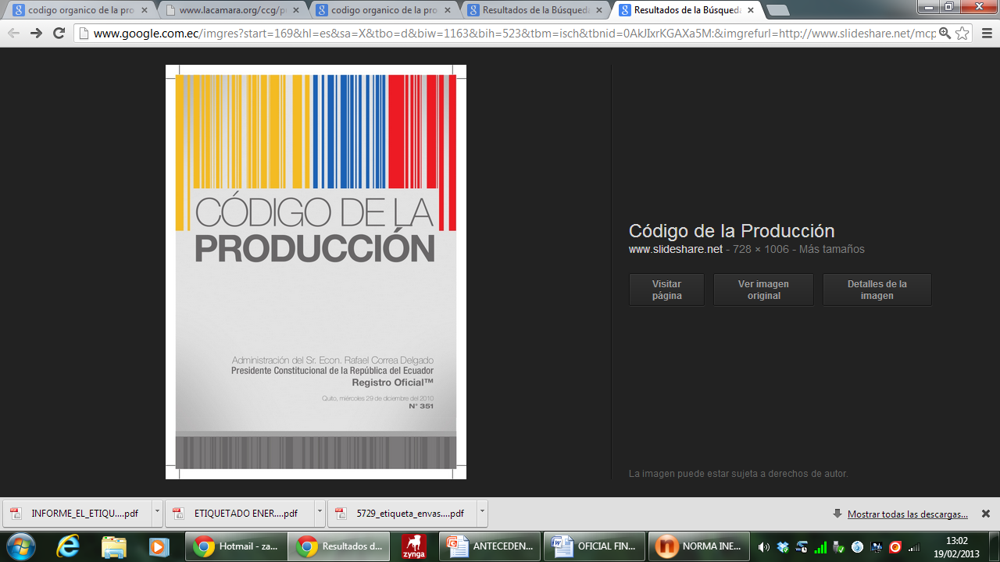 codigo organico de la pro
www.lacamara.org/ccg/p
codigo organico de la pro
Resultados de la Búsqued
Resultados de la Búsqued
www.google.com.ec/imgres?start=169&hl=es&sa=X&tbo=d&biw=1163&bih=523&tbm=isch&tbnid=0AkJIxrKGAXa5M:&imgrefurl=http://www.slideshare.net/mcp
CÓDIGO DE LA
PRODUCCIÓN
Administración del Sr. Econ. Rafael Correa Delgado
Presidente Constitucional de la República del Ecuador
Registro Oficial™
Quito, miércoles 29 de diciembre del 2010
N° 351
Código de la Producción
www.slideshare.net - 728 × 1006 - Más tamaños
Visitar página
Ver imagen original
Detalles de la imagen
La imagen puede estar sujeta a derechos de autor.
INFORME_EL_ETIQU....pdf
ETIQUETADO ENER....pdf
5729_etiqueta_envas....pdf
Mostrar todas las descargas...
Hotmail - za...
Resultados d...
zynga
ANTECEDEN...
OFICIAL FIN...
NORMA INE...
13:02
19/02/2013